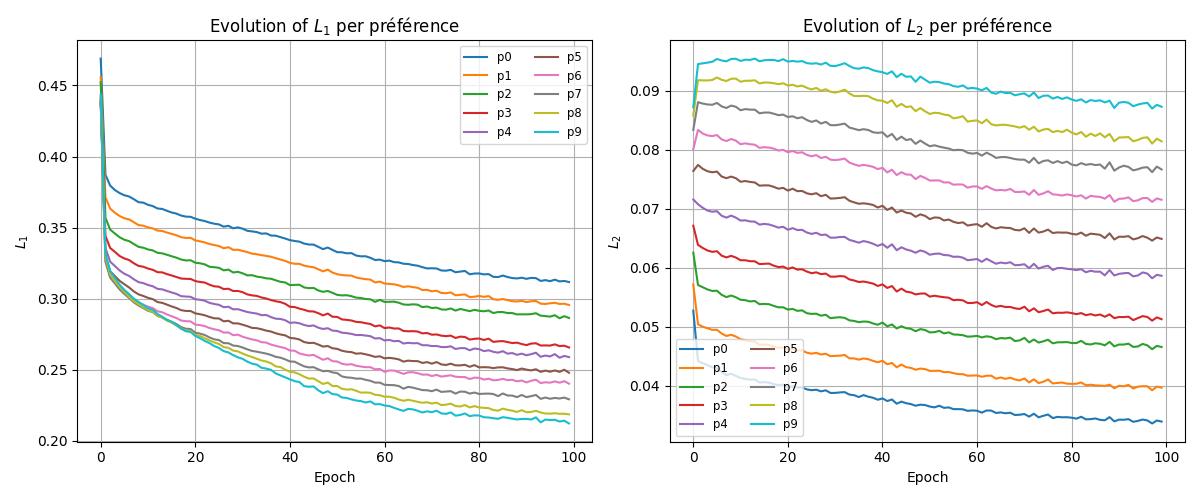 Evolution of L₁ per préférence
L₁
0.45
0.40
0.35
0.30
0.25
0.20
0 20 40 60 80 100
Epoch
p0 p5
p1 p6
p2 p7
p3 p8
p4 p9
Evolution of L₂ per préférence
L₂
0.09
0.08
0.07
0.06
0.05
0.04
0 20 40 60 80 100
Epoch
p0 p5
p1 p6
p2 p7
p3 p8
p4 p9